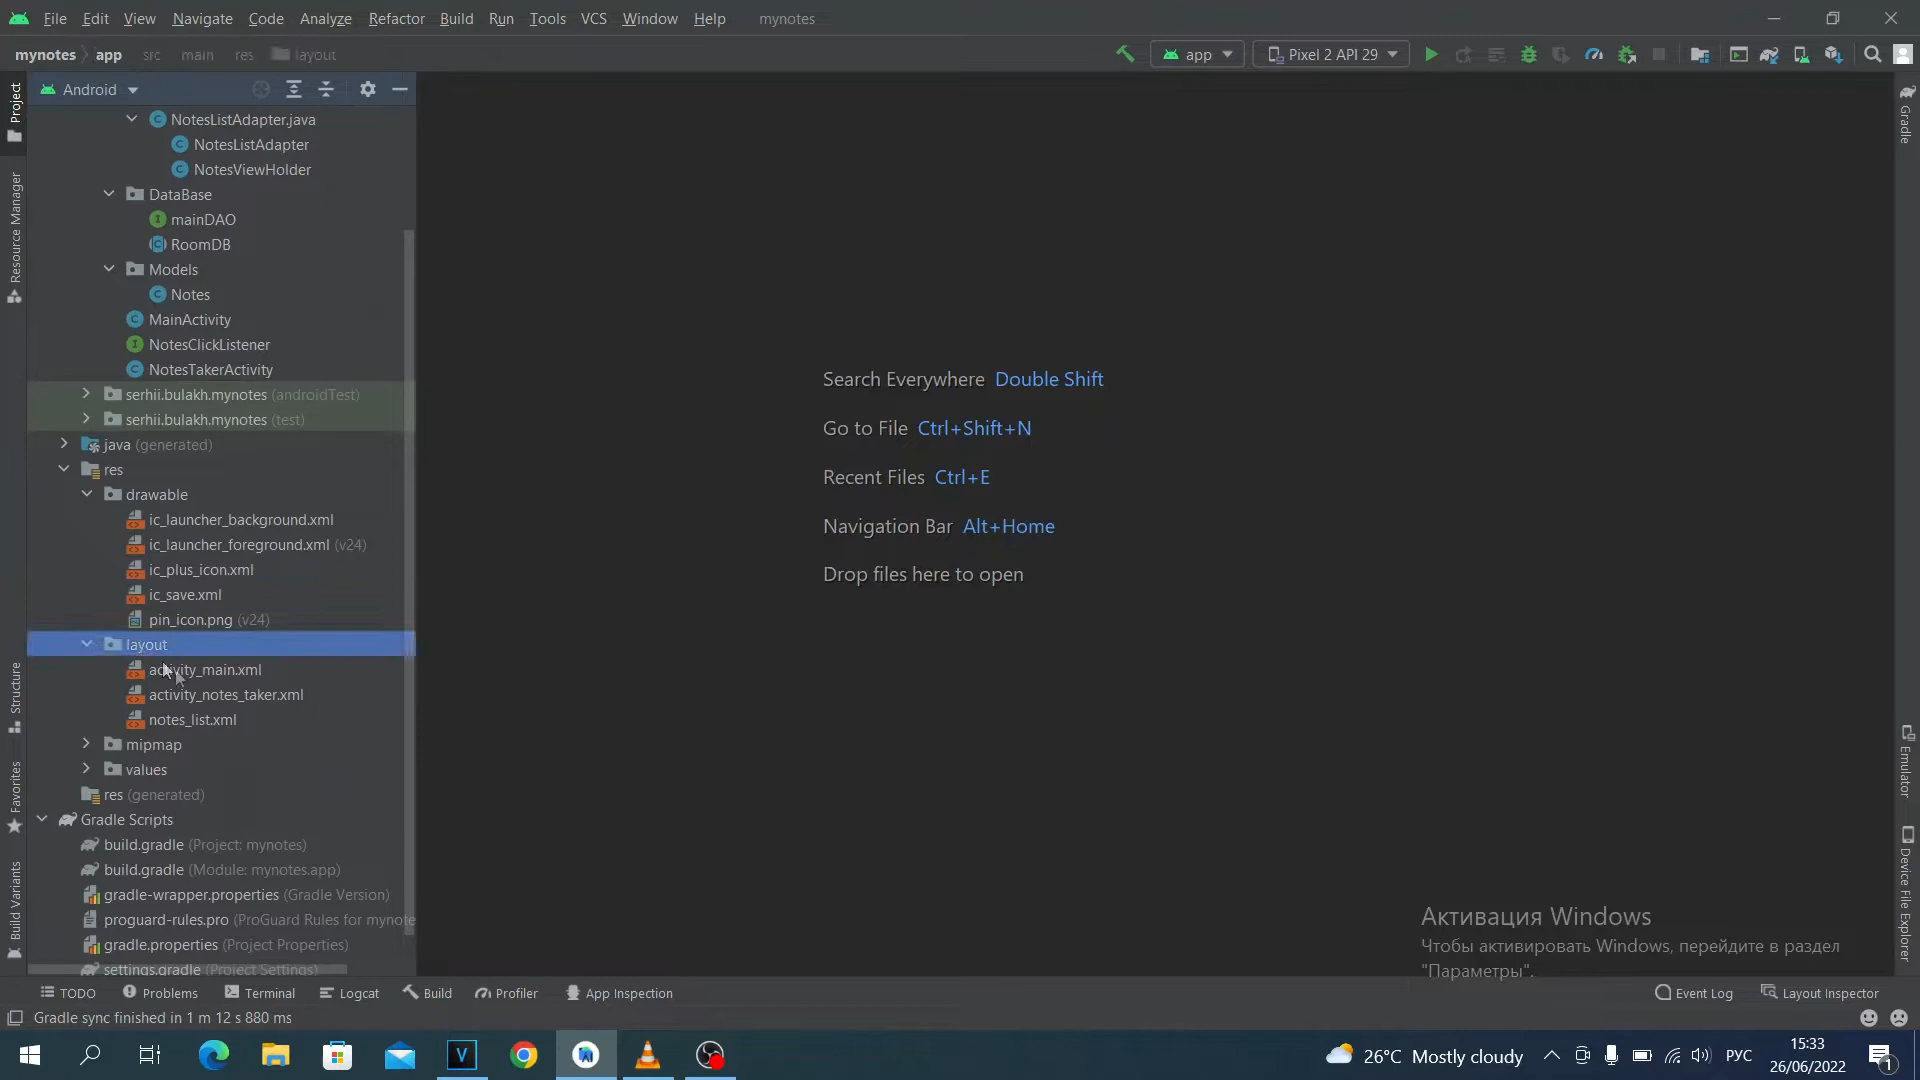 File Edit View Navigate Code Analyze Refactor Build Run Tools VCS Window Help mynotes
mynotes app src main res layout
app Pixel 2 API 29
Android
NotesListAdapter.java
NotesListAdapter
NotesViewHolder
DataBase
mainDAO
RoomDB
Models
Notes
MainActivity
NotesClickListener
NotesTakerActivity
serhii.bulakh.mynotes (androidTest)
serhii.bulakh.mynotes (test)
java (generated)
res
drawable
ic_launcher_background.xml
ic_launcher_foreground.xml (v24)
ic_plus_icon.xml
ic_save.xml
pin_icon.png (v24)
layout
activity_main.xml
activity_notes_taker.xml
notes_list.xml
mipmap
values
res (generated)
Gradle Scripts
build.gradle (Project: mynotes)
build.gradle (Module: mynotes.app)
gradle-wrapper.properties (Gradle Version)
proguard-rules.pro (ProGuard Rules for mynote
gradle.properties (Project Properties)
settings.gradle (Project Settings)
Project
Resource Manager
Structure
Favorites
Build Variants
Search Everywhere Double Shift
Go to File Ctrl+Shift+N
Recent Files Ctrl+E
Navigation Bar Alt+Home
Drop files here to open
Gradle
Emulator
Device File Explorer
Активация Windows
Чтобы активировать Windows, перейдите в раздел
"Параметры".
TODO Problems Terminal Logcat Build Profiler App Inspection Event Log Layout Inspector
Gradle sync finished in 1 m 12 s 880 ms
V
26°C Mostly cloudy РУС
15:33
26/06/2022
1